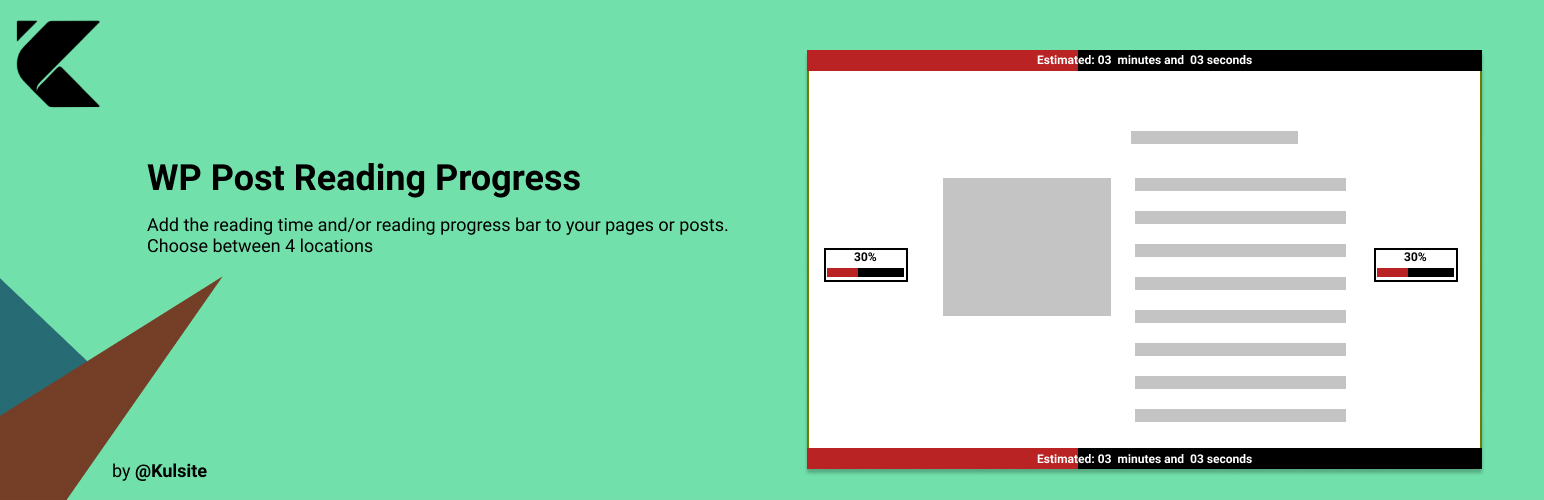 WP Post Reading Progress
Add the reading time and/or reading progress bar to your pages or posts.
Choose between 4 locations
by @Kulsite
Estimated: 03 minutes and 03 seconds
30%
30%
Estimated: 03 minutes and 03 seconds